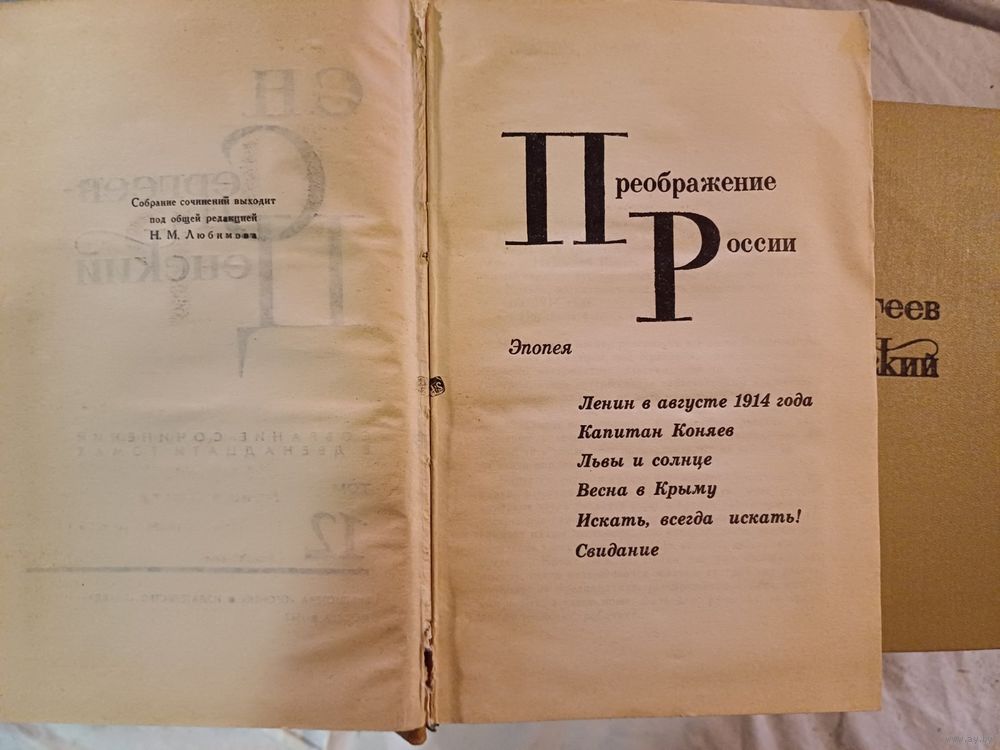 Собрание сочинений выходит
под общей редакцией
Н. М. Любимова
Преображение
России
Эпопея
Ленин в августе 1914 года
Капитан Коняев
Львы и солнце
Весна в Крыму
Искать, всегда искать!
Свидание
геев
ский